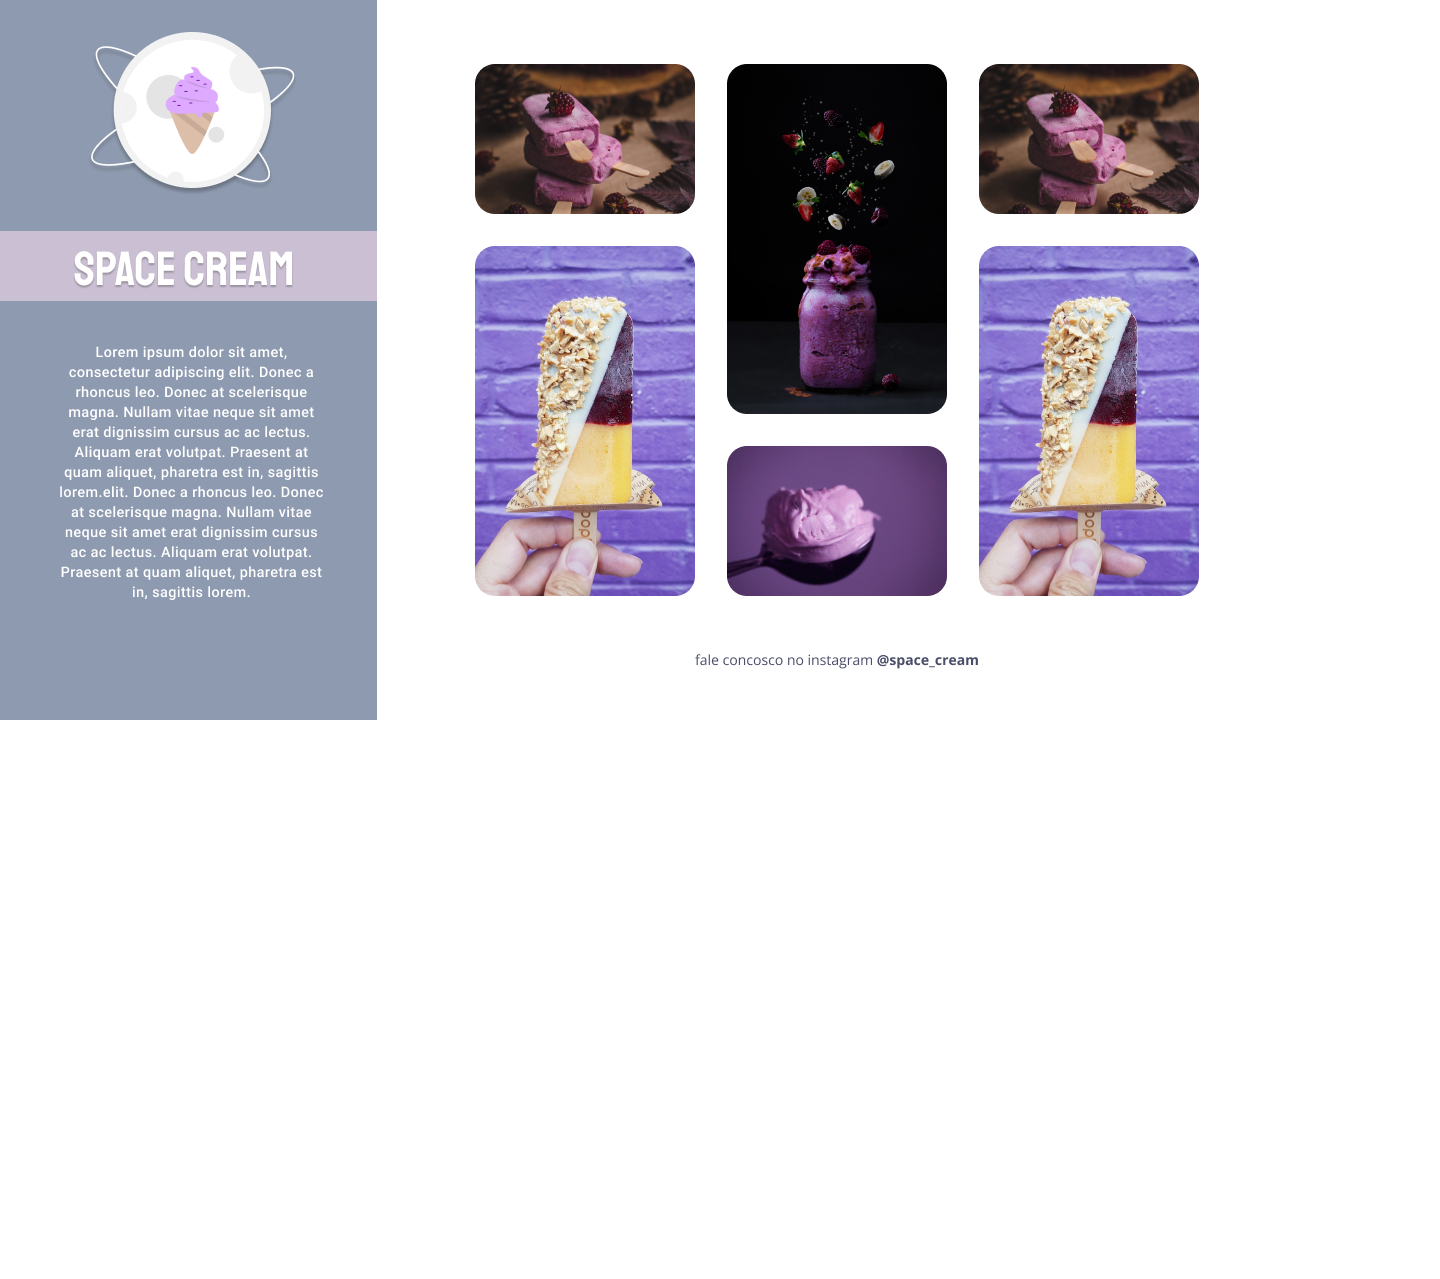 SPACE CREAM
Lorem ipsum dolor sit amet,
consectetur adipiscing elit. Donec a
rhoncus leo. Donec at scelerisque
magna. Nullam vitae neque sit amet
erat dignissim cursus ac ac lectus.
Aliquam erat volutpat. Praesent at
quam aliquet, pharetra est in, sagittis
lorem.elit. Donec a rhoncus leo. Donec
at scelerisque magna. Nullam vitae
neque sit amet erat dignissim cursus
ac ac lectus. Aliquam erat volutpat.
Praesent at quam aliquet, pharetra est
in, sagittis lorem.
fale concosco no instagram @space_cream